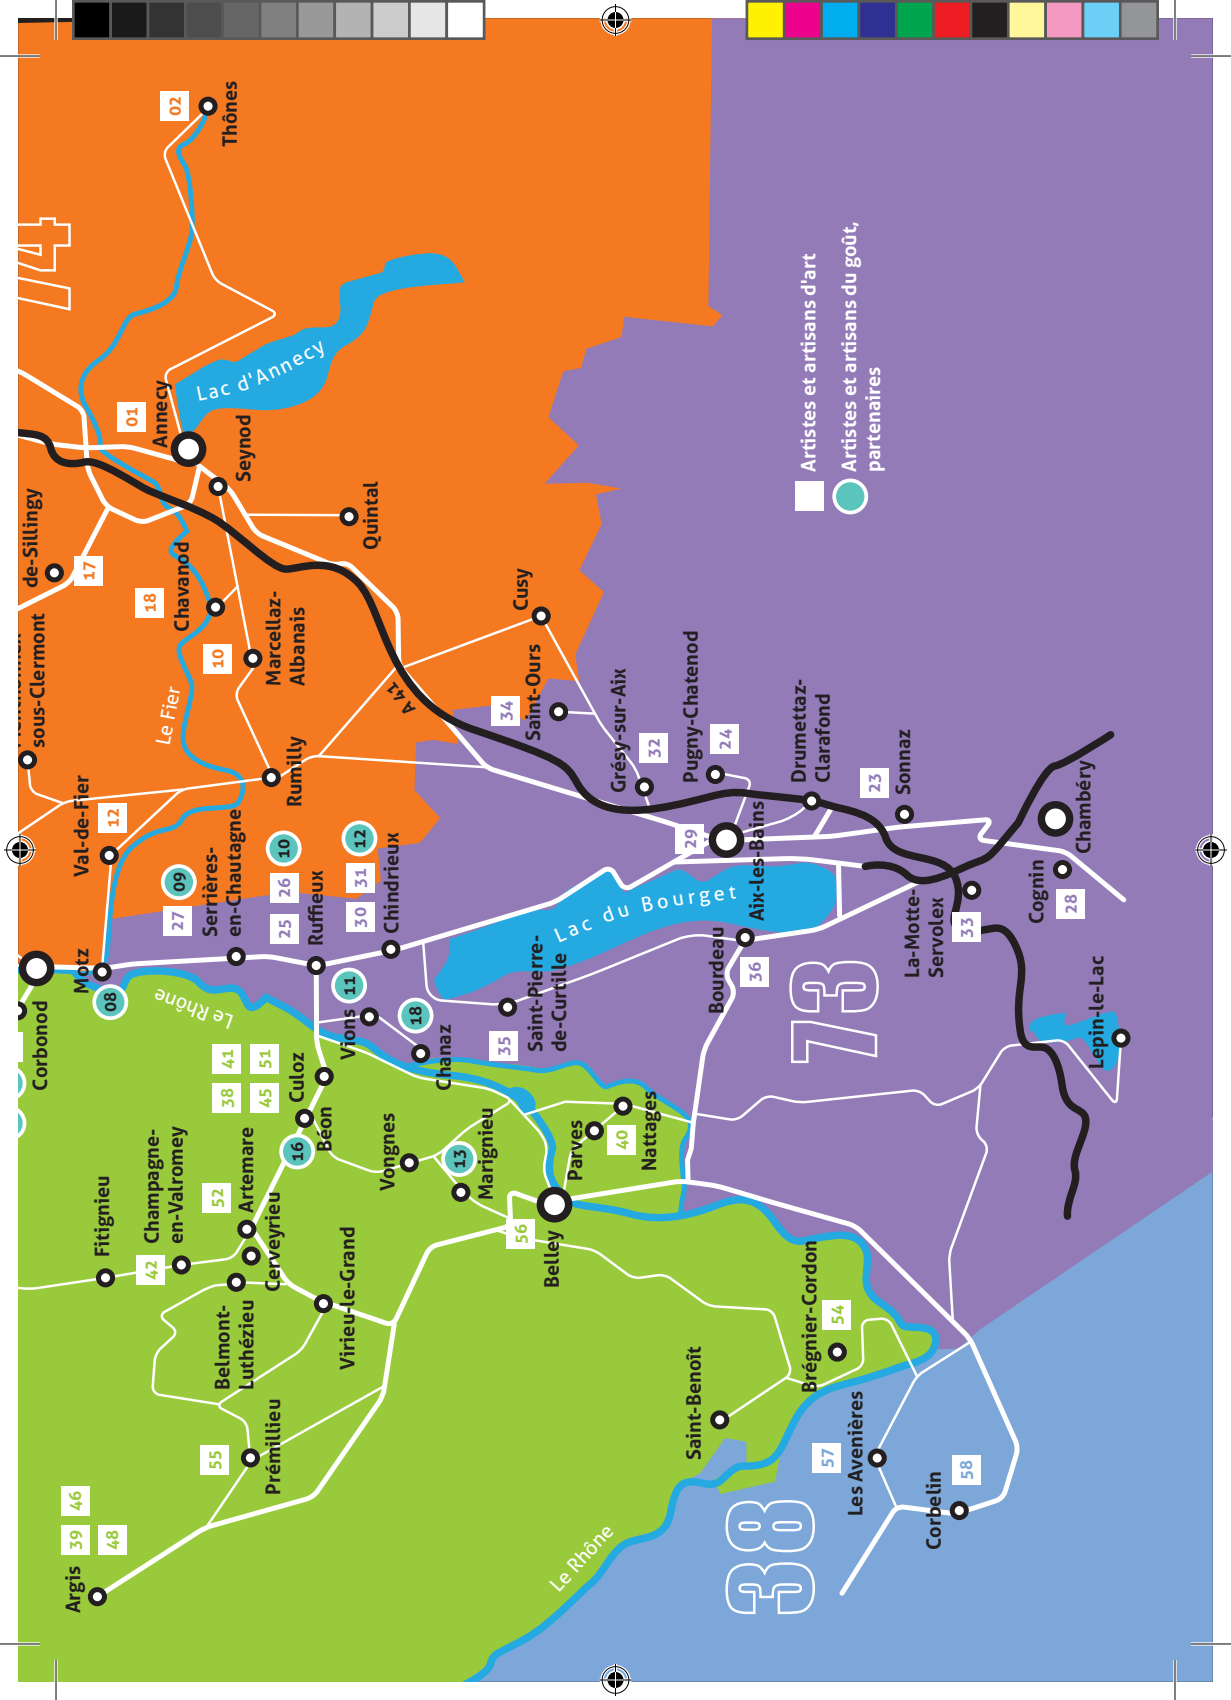 74
02
Thônes
Lac d'Annecy
01
Annecy
Seynod
Quintal
de-Sillingy
17
18
Chavanod
10
Marcellaz-
Albanais
sous-Clermont
Le Fier
Rumilly
Val-de-Fier
12
A 41
Cusy
34
Saint-Ours
Grésy-sur-Aix
32
Pugny-Chatenod
24
Drumettaz-
Clarafond
23
Sonnaz
29
Aix-les-Bains
Chambéry
Cognin
28
La-Motte-
Servolex
33
Lepin-le-Lac
73
Bourdeau
36
Lac du Bourget
Saint-Pierre-
de-Curtille
35
09
27
Serrières-
en-Chautagne
10
26
25
Ruffieux
12
31
30
Chindrieux
Motz
08
Le Rhône
Corbonod
11
Vions
18
Chanaz
41
51
38
45
Culoz
16
Béon
Vongnes
13
Marignieu
Parves
40
Nattages
56
Belley
Fitignieu
Champagne-
en-Valromey
42
52
Artemare
Cerveyrieu
Belmont-
Luthézieu
Virieu-le-Grand
55
Prémillieu
46
39
48
Argis
Le Rhône
Saint-Benoît
Brégnier-Cordon
54
57
Les Avenières
Corbelin
58
38
Artistes et artisans d'art
Artistes et artisans du goût,
partenaires